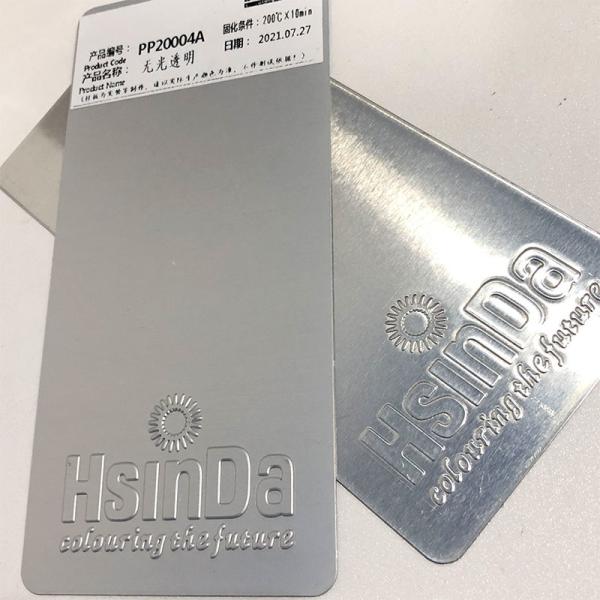 产品编号: PP20004A
Product Code
产品名称: 无光透明
Product Name
固化条件: 200℃X10min
日期: 2021.07.27
HsinDa
colouring the future
HsinDa
colouring the future